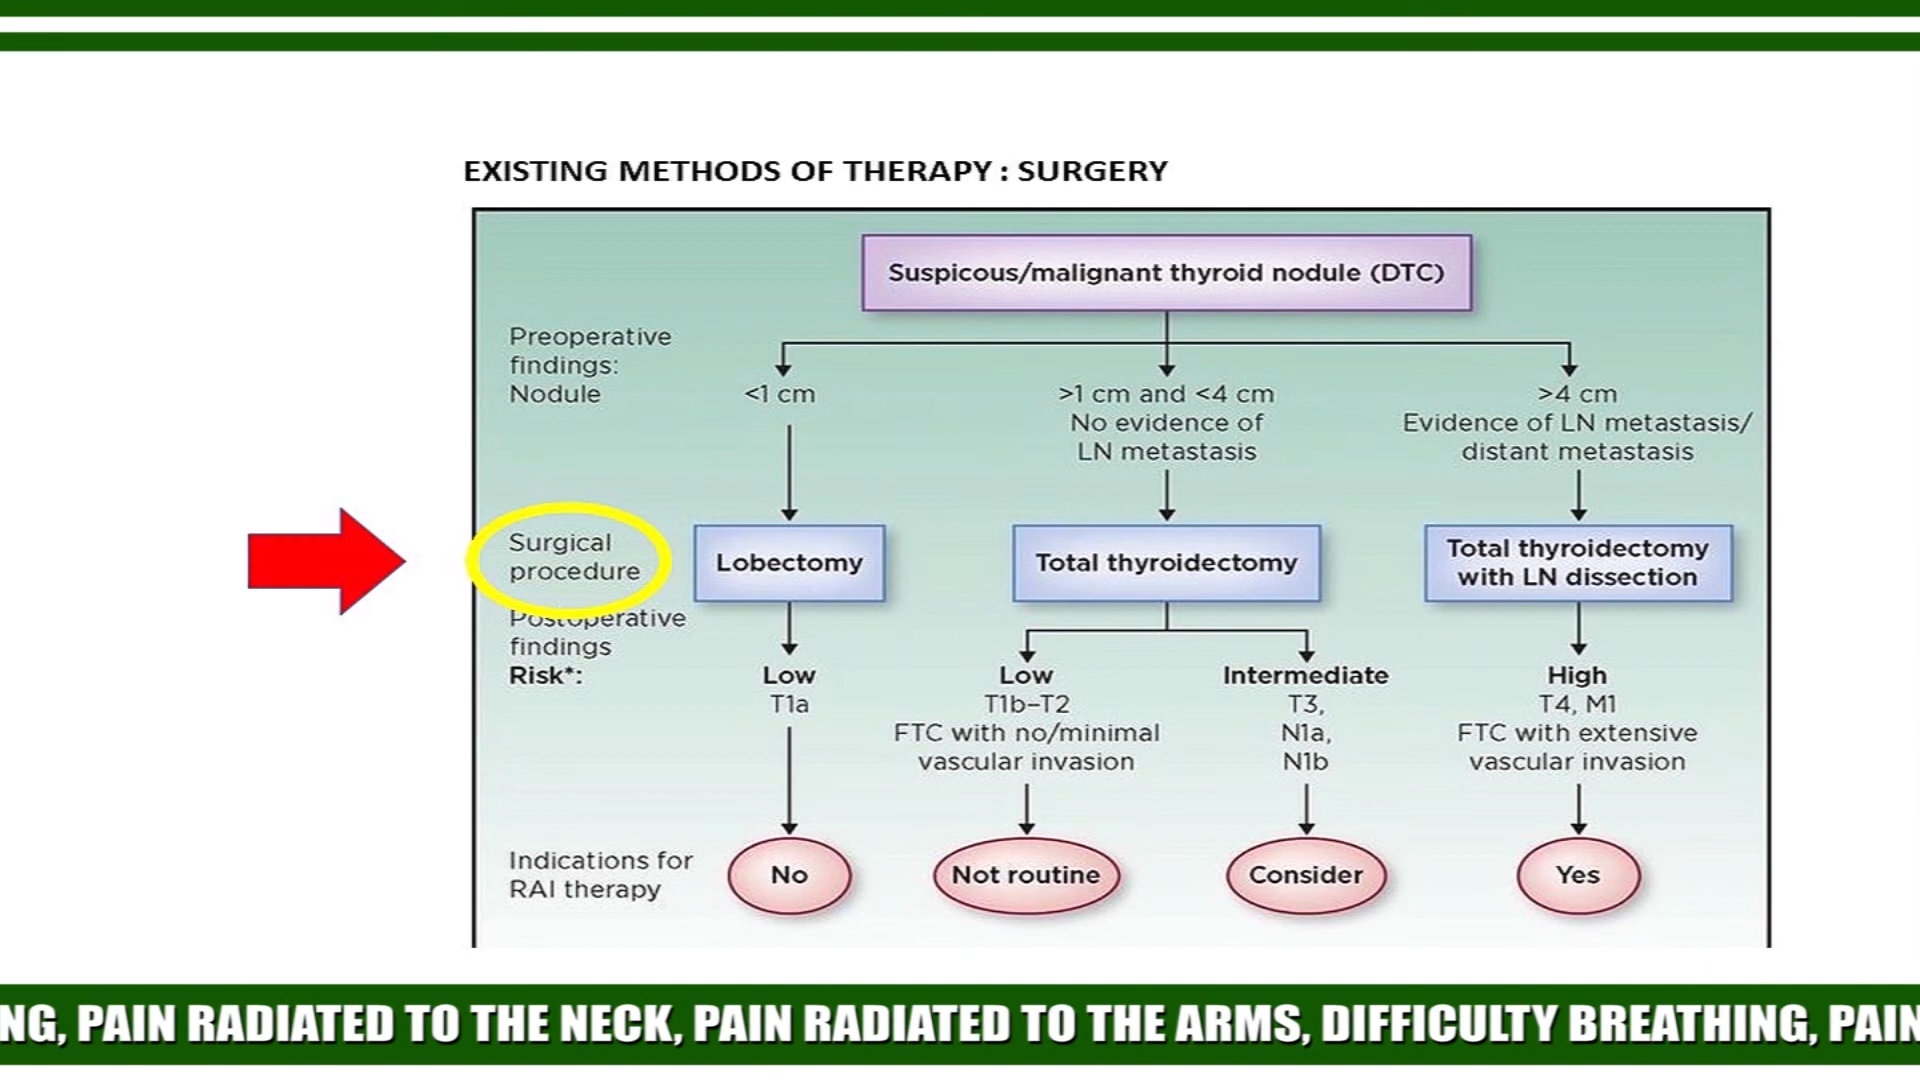 EXISTING METHODS OF THERAPY : SURGERY
Suspicous/malignant thyroid nodule (DTC)
Preoperative
findings:
Nodule
<1 cm
>1 cm and <4 cm
No evidence of
LN metastasis
>4 cm
Evidence of LN metastasis/
distant metastasis
Surgical
procedure
Lobectomy
Total thyroidectomy
Total thyroidectomy
with LN dissection
Postoperative
findings
Risk*:
Low
T1a
Low
T1b–T2
FTC with no/minimal
vascular invasion
Intermediate
T3,
N1a,
N1b
High
T4, M1
FTC with extensive
vascular invasion
Indications for
RAI therapy
No
Not routine
Consider
Yes
NG, PAIN RADIATED TO THE NECK, PAIN RADIATED TO THE ARMS, DIFFICULTY BREATHING, PAIN